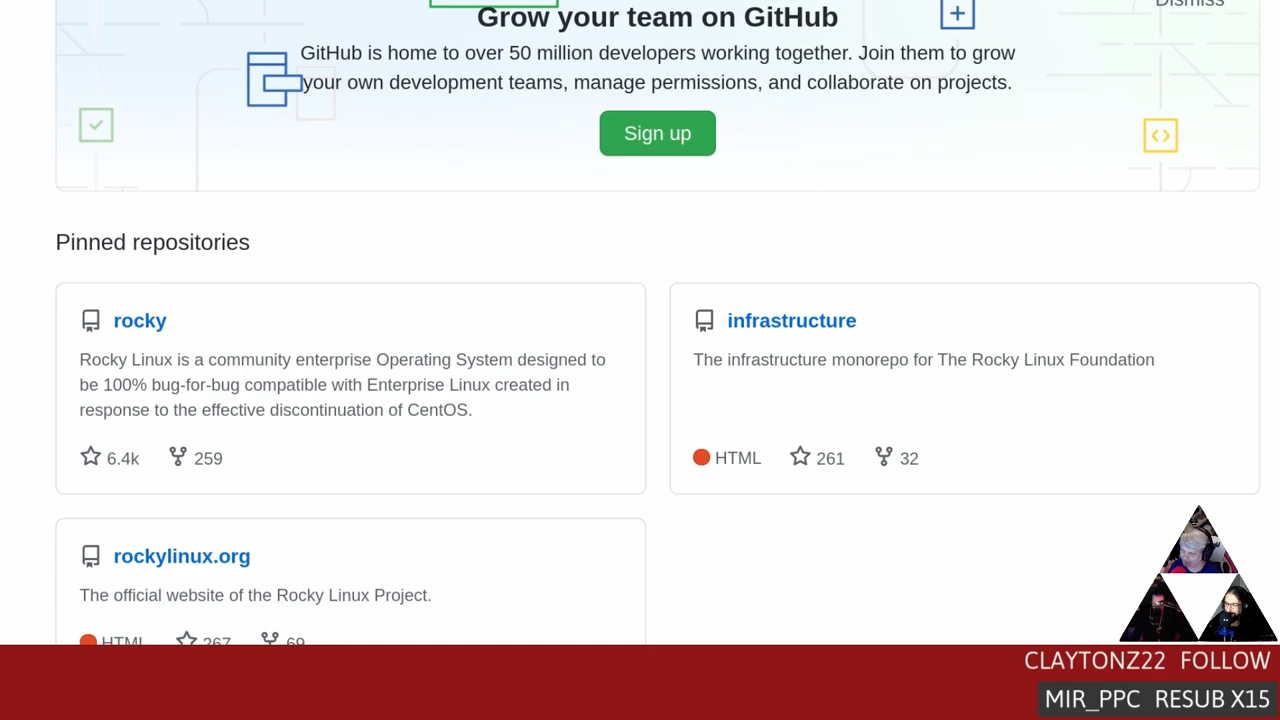 Dismiss
Grow your team on GitHub
GitHub is home to over 50 million developers working together. Join them to grow
your own development teams, manage permissions, and collaborate on projects.
Sign up
Pinned repositories
rocky
Rocky Linux is a community enterprise Operating System designed to
be 100% bug-for-bug compatible with Enterprise Linux created in
response to the effective discontinuation of CentOS.
6.4k 259
infrastructure
The infrastructure monorepo for The Rocky Linux Foundation
HTML 261 32
rockylinux.org
The official website of the Rocky Linux Project.
HTML 267 69
CLAYTONZ22 FOLLOW
MIR_PPC RESUB X15